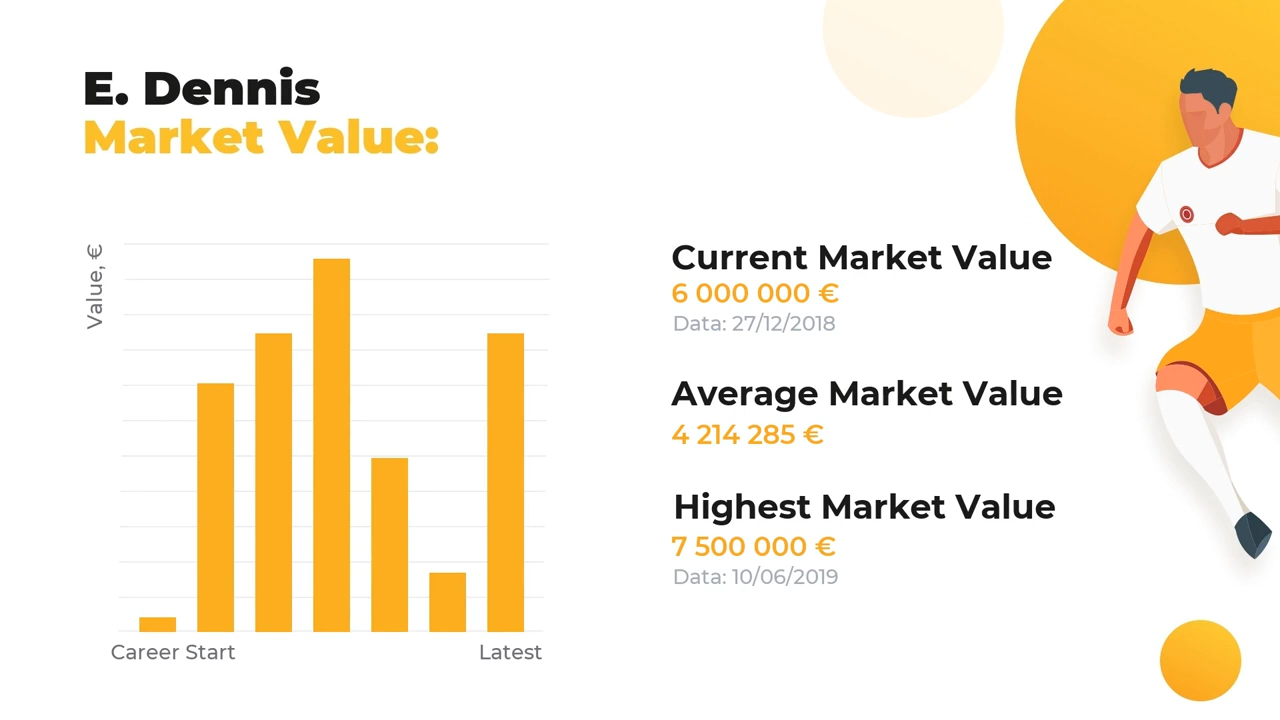 E. Dennis
Market Value:
Value, €
Career Start
Latest
Current Market Value
6 000 000 €
Data: 27/12/2018
Average Market Value
4 214 285 €
Highest Market Value
7 500 000 €
Data: 10/06/2019